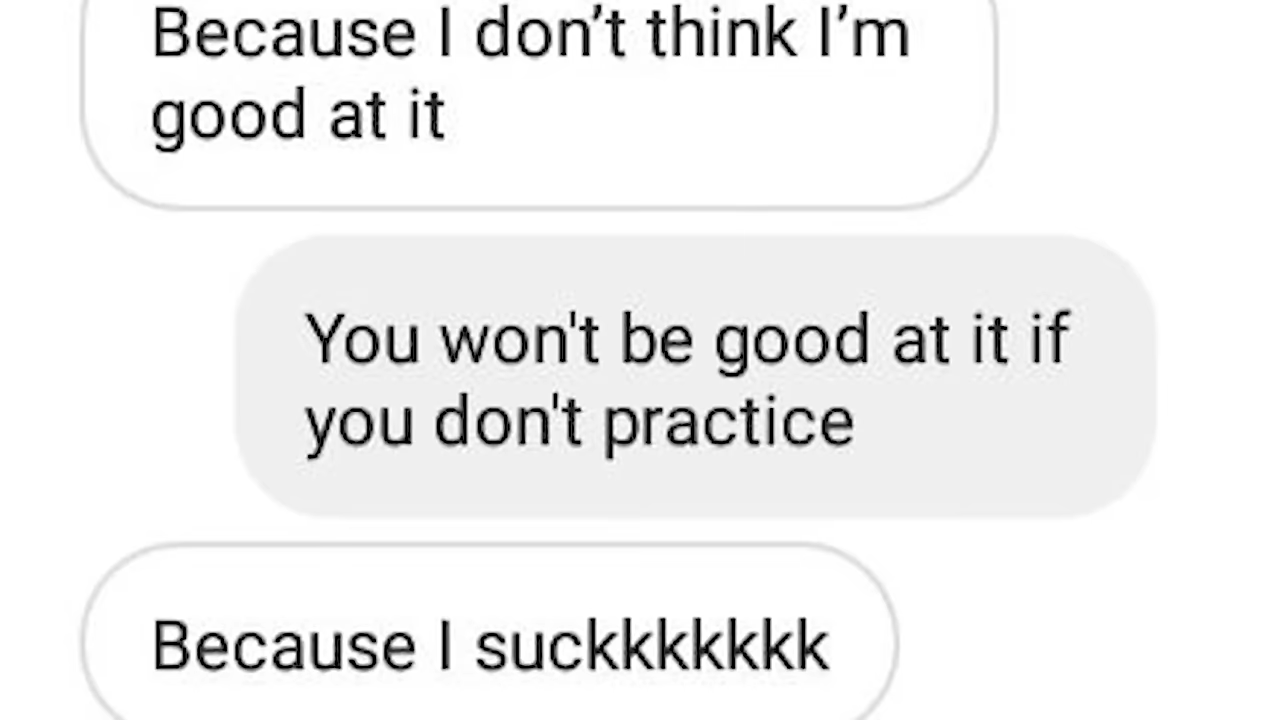 Because I don’t think I’m
good at it
You won't be good at it if
you don't practice
Because I suckkkkkkk